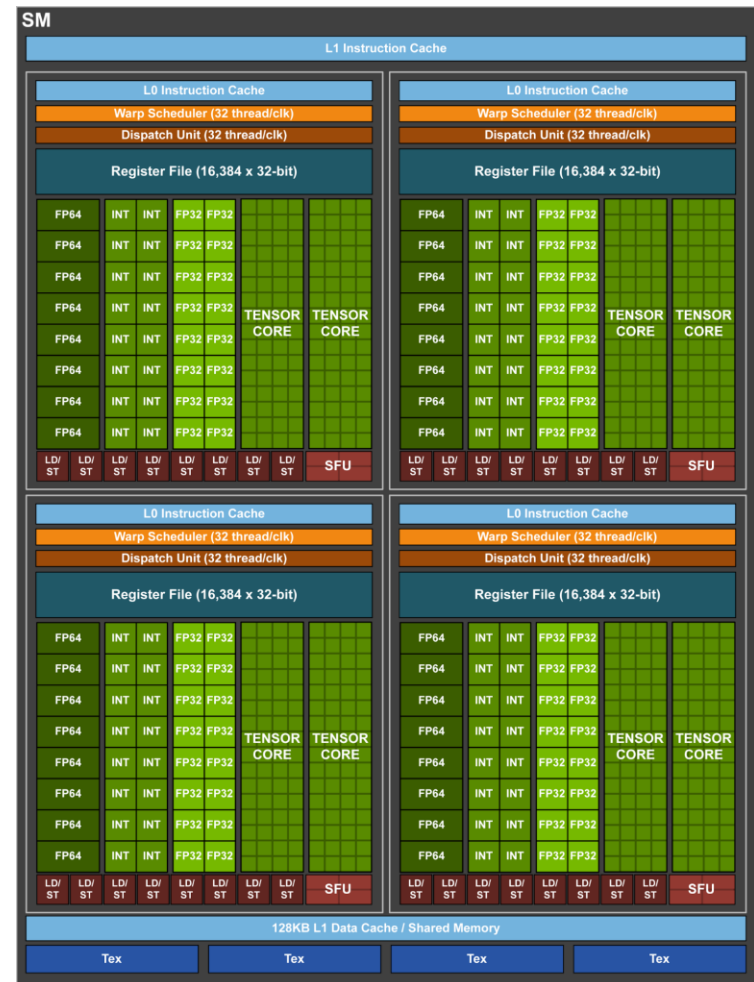 SM
L1 Instruction Cache
L0 Instruction Cache
Warp Scheduler (32 thread/clk)
Dispatch Unit (32 thread/clk)
Register File (16,384 x 32-bit)
FP64 INT INT FP32 FP32
FP64 INT INT FP32 FP32
FP64 INT INT FP32 FP32
FP64 INT INT FP32 FP32 TENSOR CORE TENSOR CORE
FP64 INT INT FP32 FP32
FP64 INT INT FP32 FP32
FP64 INT INT FP32 FP32
FP64 INT INT FP32 FP32
LD/ST LD/ST LD/ST LD/ST LD/ST LD/ST LD/ST LD/ST SFU
L0 Instruction Cache
Warp Scheduler (32 thread/clk)
Dispatch Unit (32 thread/clk)
Register File (16,384 x 32-bit)
FP64 INT INT FP32 FP32
FP64 INT INT FP32 FP32
FP64 INT INT FP32 FP32
FP64 INT INT FP32 FP32 TENSOR CORE TENSOR CORE
FP64 INT INT FP32 FP32
FP64 INT INT FP32 FP32
FP64 INT INT FP32 FP32
FP64 INT INT FP32 FP32
LD/ST LD/ST LD/ST LD/ST LD/ST LD/ST LD/ST LD/ST SFU
L0 Instruction Cache
Warp Scheduler (32 thread/clk)
Dispatch Unit (32 thread/clk)
Register File (16,384 x 32-bit)
FP64 INT INT FP32 FP32
FP64 INT INT FP32 FP32
FP64 INT INT FP32 FP32
FP64 INT INT FP32 FP32 TENSOR CORE TENSOR CORE
FP64 INT INT FP32 FP32
FP64 INT INT FP32 FP32
FP64 INT INT FP32 FP32
FP64 INT INT FP32 FP32
LD/ST LD/ST LD/ST LD/ST LD/ST LD/ST LD/ST LD/ST SFU
L0 Instruction Cache
Warp Scheduler (32 thread/clk)
Dispatch Unit (32 thread/clk)
Register File (16,384 x 32-bit)
FP64 INT INT FP32 FP32
FP64 INT INT FP32 FP32
FP64 INT INT FP32 FP32
FP64 INT INT FP32 FP32 TENSOR CORE TENSOR CORE
FP64 INT INT FP32 FP32
FP64 INT INT FP32 FP32
FP64 INT INT FP32 FP32
FP64 INT INT FP32 FP32
LD/ST LD/ST LD/ST LD/ST LD/ST LD/ST LD/ST LD/ST SFU
128KB L1 Data Cache / Shared Memory
Tex Tex Tex Tex